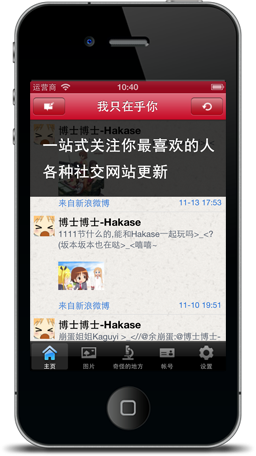 运营商 10:40
我只在乎你
博士博士-Hakase
一站式关注你最喜欢的人
各种社交网站更新
来自新浪微博 11-13 17:53
博士博士-Hakase
1111节什么的,能和Hakase一起玩吗>_<?
(坂本坂本也在哒>_<嘻嘻~
来自新浪微博 11-10 19:51
博士博士-Hakase
崩蛋姐姐Kaguyi >_<//@余崩蛋:@博士博士-
主页 图片 奇怪的地方 帐号 设置